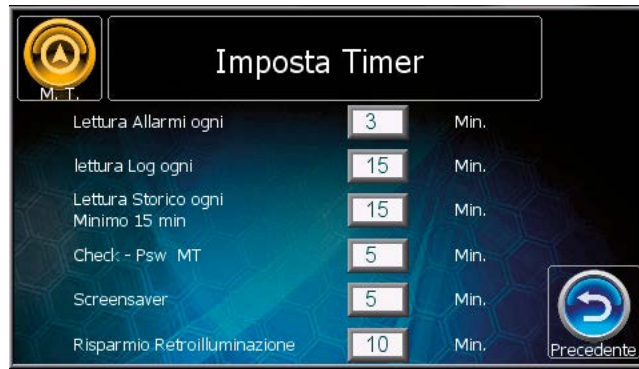 Imposta Timer
M. T.
Lettura Allarmi ogni 3 Min.
lettura Log ogni 15 Min.
Lettura Storico ogni
Minimo 15 min 15 Min.
Check - Psw MT 5 Min.
Screensaver 5 Min.
Risparmio Retroilluminazione 10 Min.
Precedente